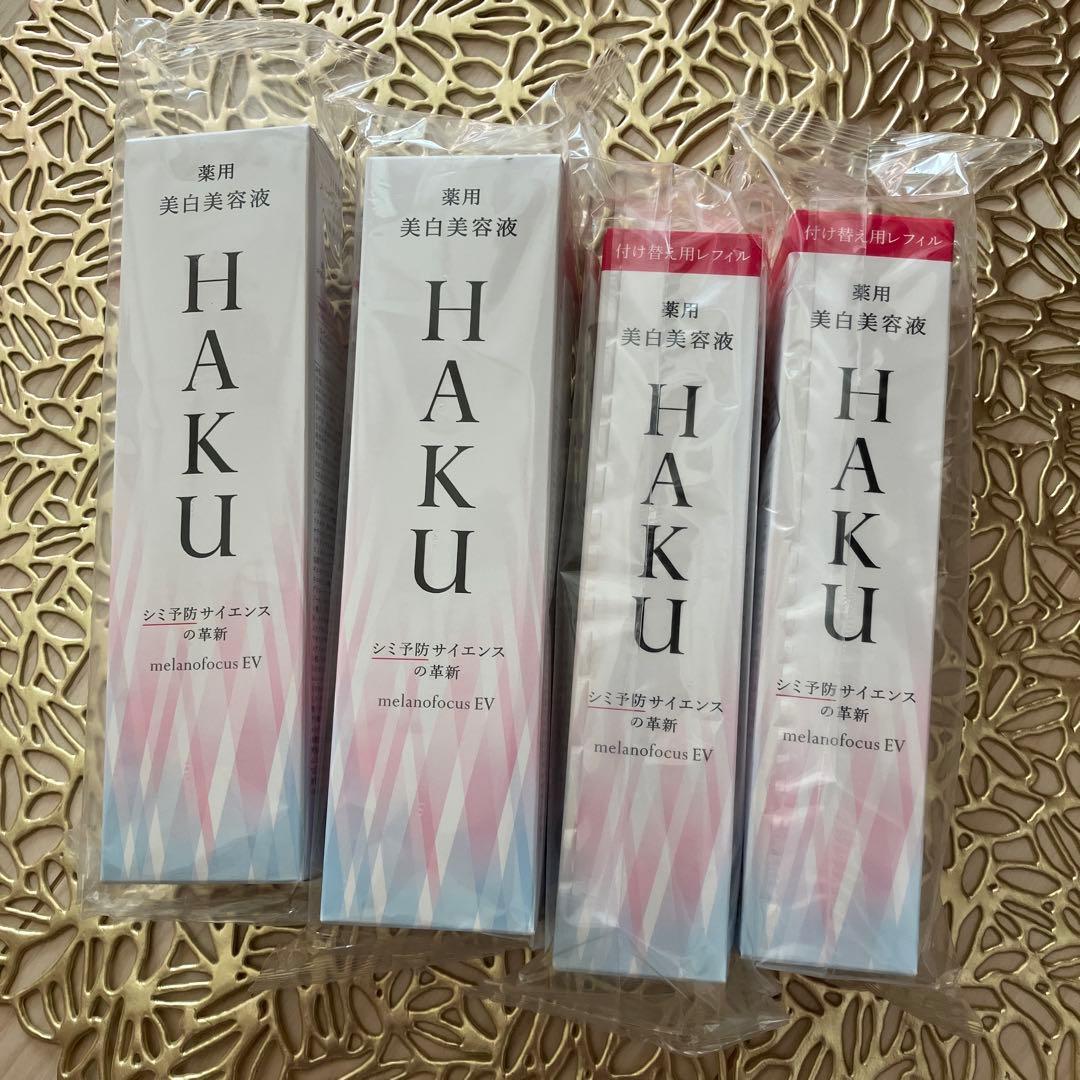 薬用
美白美容液
HAKU
シミ予防サイエンス
の革新
melanofocus EV
薬用
美白美容液
HAKU
シミ予防サイエンス
の革新
melanofocus EV
付け替え用レフィル
薬用
美白美容液
HAKU
シミ予防サイエンス
の革新
melanofocus EV
付け替え用レフィル
薬用
美白美容液
HAKU
シミ予防サイエンス
の革新
melanofocus EV